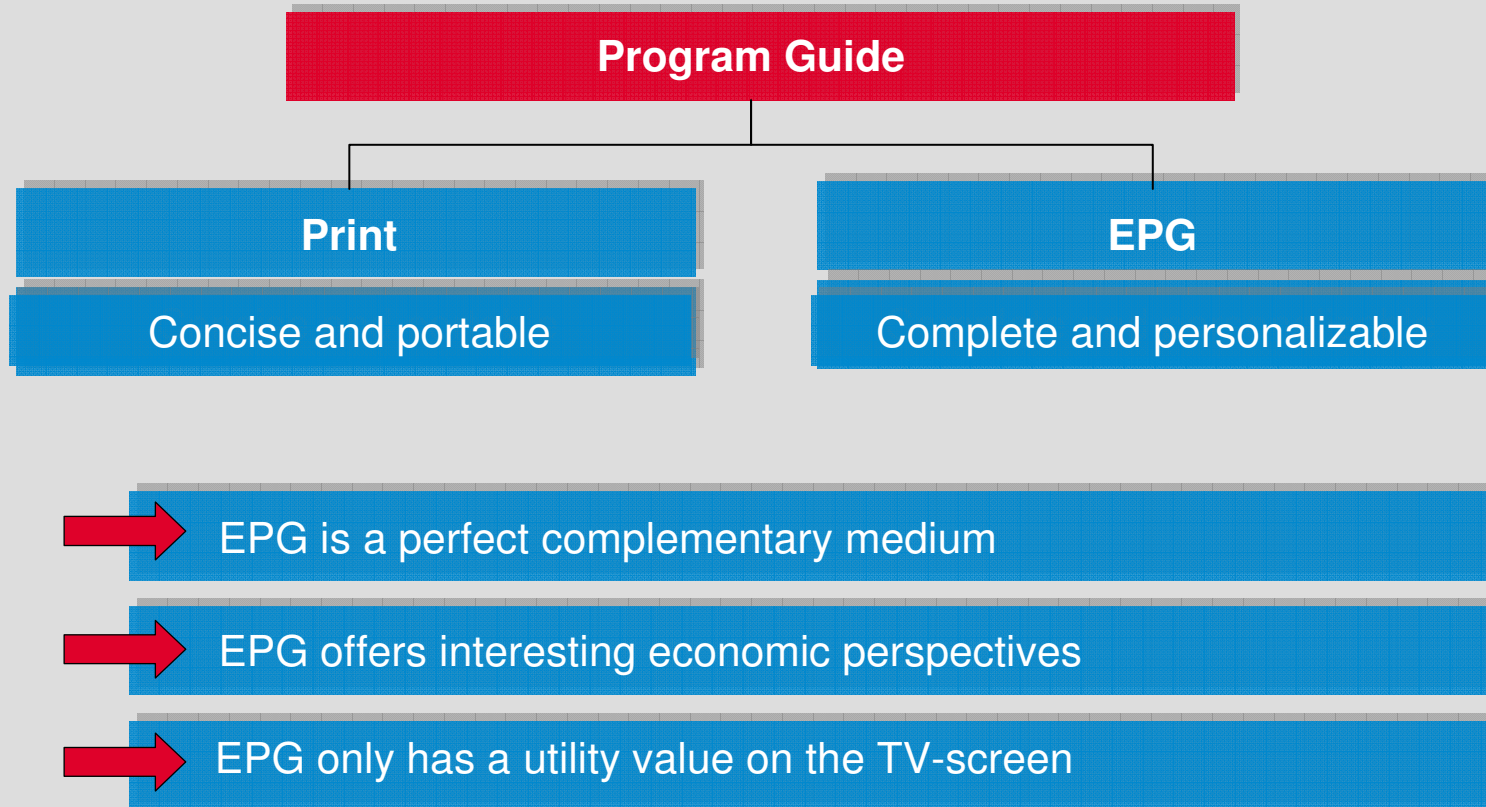 Program Guide
Print
EPG
Concise and portable
Complete and personalizable
EPG is a perfect complementary medium
EPG offers interesting economic perspectives
EPG only has a utility value on the TV-screen